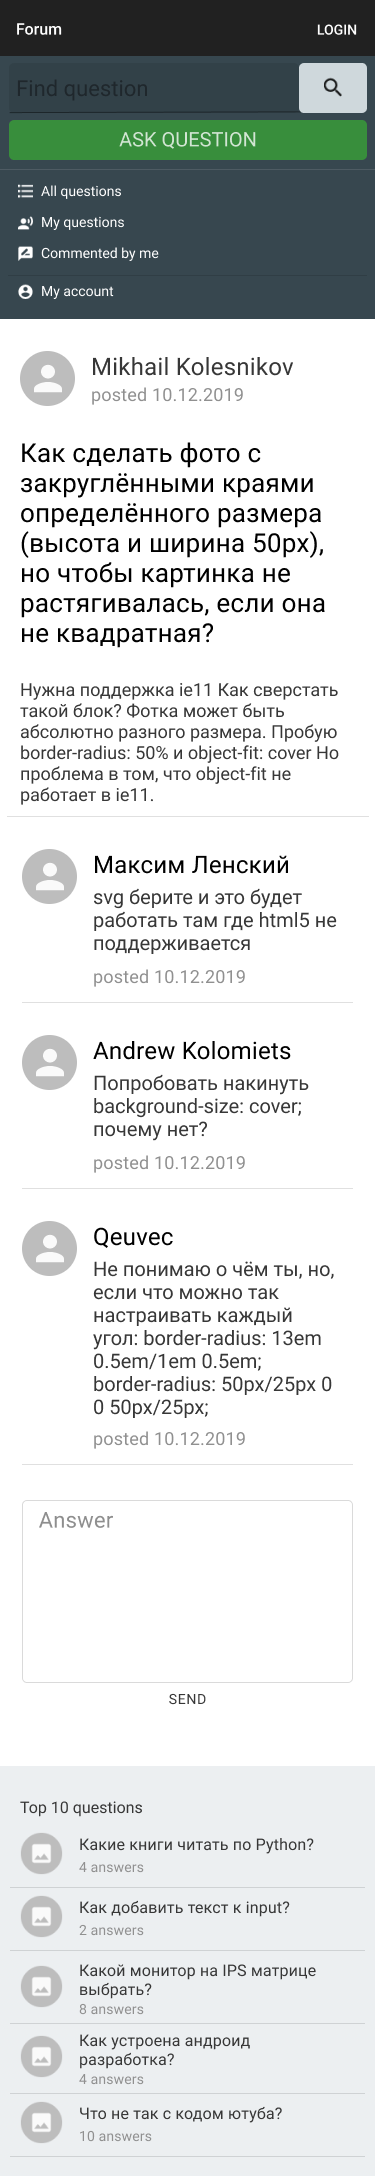 Forum LOGIN
Find question
ASK QUESTION
All questions
My questions
Commented by me
My account
Mikhail Kolesnikov
posted 10.12.2019
Как сделать фото с
закруглёнными краями
определённого размера
(высота и ширина 50px),
но чтобы картинка не
растягивалась, если она
не квадратная?
Нужна поддержка ie11 Как сверстать
такой блок? Фотка может быть
абсолютно разного размера. Пробую
border-radius: 50% и object-fit: cover Но
проблема в том, что object-fit не
работает в ie11.
Максим Ленский
svg берите и это будет
работать там где html5 не
поддерживается
posted 10.12.2019
Andrew Kolomiets
Попробовать накинуть
background-size: cover;
почему нет?
posted 10.12.2019
Qeuvec
Не понимаю о чём ты, но,
если что можно так
настраивать каждый
угол: border-radius: 13em
0.5em/1em 0.5em;
border-radius: 50px/25px 0
0 50px/25px;
posted 10.12.2019
Answer
SEND
Top 10 questions
Какие книги читать по Python?
4 answers
Как добавить текст к input?
2 answers
Какой монитор на IPS матрице
выбрать?
8 answers
Как устроена андроид
разработка?
4 answers
Что не так с кодом ютуба?
10 answers